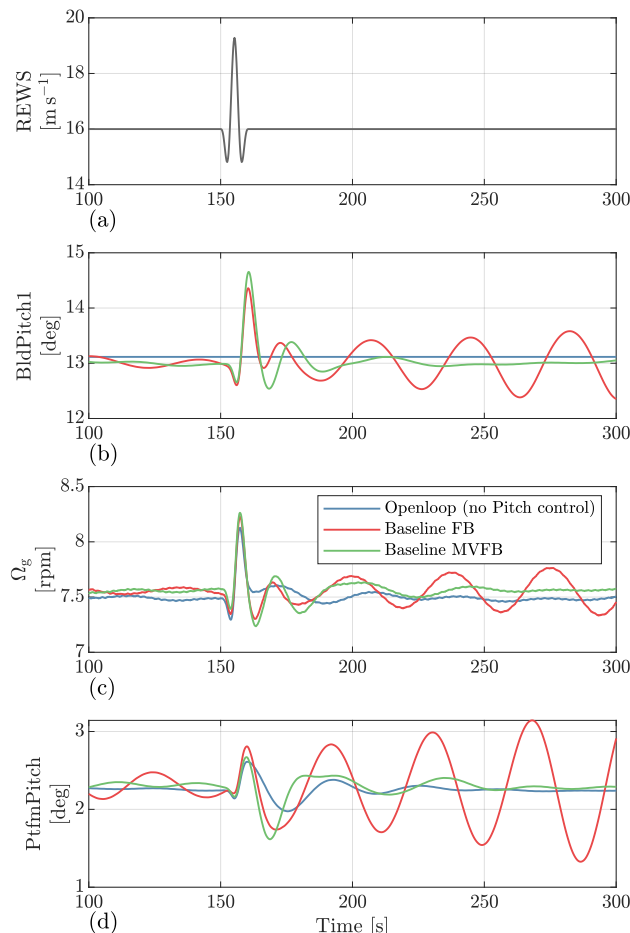 20
18
16
14
REWS
[m s⁻¹]
100 150 200 250 300
(a)
15
14
13
12
BldPitch1
[deg]
100 150 200 250 300
(b)
8.5
8
7.5
7
Ωg
[rpm]
Openloop (no Pitch control)
Baseline FB
Baseline MVFB
100 150 200 250 300
(c)
3
2
1
PtfmPitch
[deg]
100 150 200 250 300
(d)
Time [s]